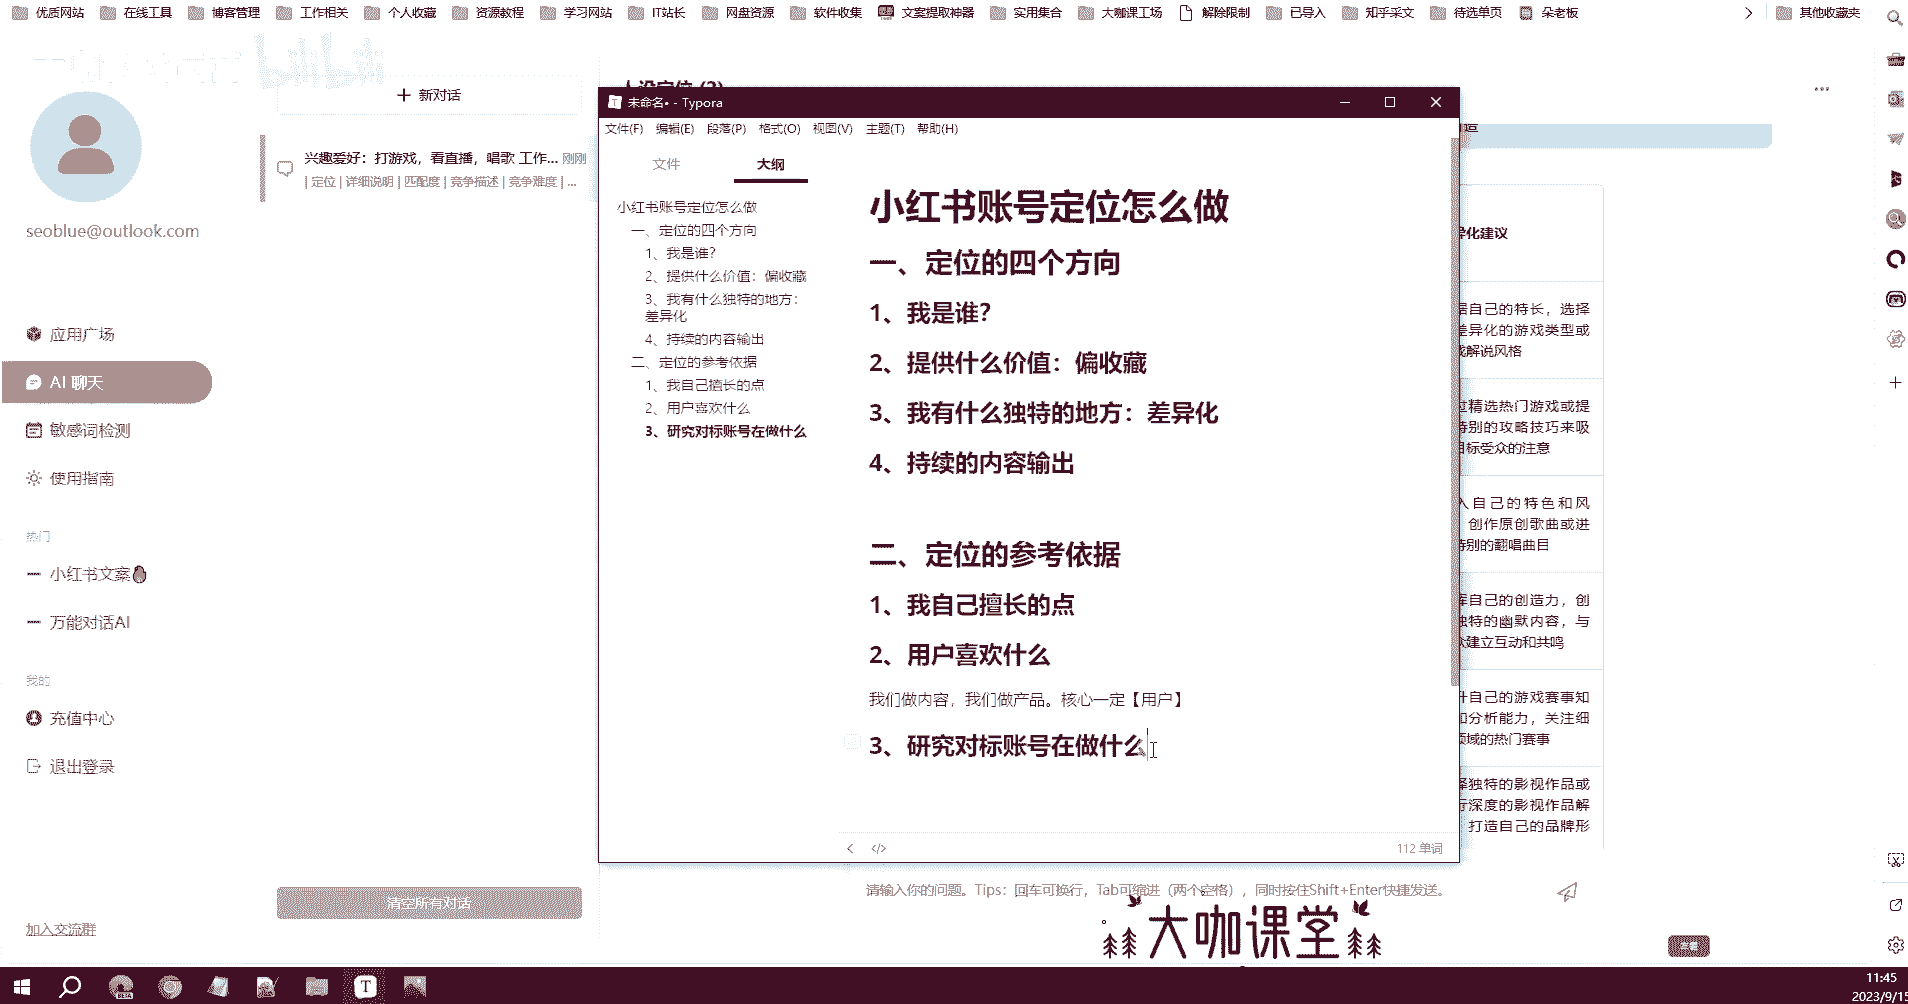 优质网站
在线工具
博客管理
工作相关
个人收藏
资源教程
学习网站
IT站长
网盘资源
软件收集
文案提取神器
实用集合
大咖课工场
解除限制
已导入
知乎采文
待选单页
朵老板
其他收藏夹
bilibili
seoblue@outlook.com
应用广场
AI 聊天
敏感词检测
使用指南
热门
小红书文案
万能对话AI
我的
充值中心
退出登录
加入交流群
新对话
兴趣爱好：打游戏，看直播，唱歌 工作... 刚刚
| 定位 | 详细说明 | 匹配度 | 竞争描述 | 竞争难度 | ...
清空所有对话
未命名• - Typora
文件(F) 编辑(E) 段落(P) 格式(O) 视图(V) 主题(T) 帮助(H)
文件 大纲
小红书账号定位怎么做
一、定位的四个方向
1、我是谁？
2、提供什么价值：偏收藏
3、我有什么独特的地方：
差异化
4、持续的内容输出
二、定位的参考依据
1、我自己擅长的点
2、用户喜欢什么
3、研究对标账号在做什么
小红书账号定位怎么做
一、定位的四个方向
1、我是谁？
2、提供什么价值：偏收藏
3、我有什么独特的地方：差异化
4、持续的内容输出
二、定位的参考依据
1、我自己擅长的点
2、用户喜欢什么
我们做内容，我们做产品。核心一定【用户】
3、研究对标账号在做什么
112 单词
异化建议
据自己的特长，选择
差异化的游戏类型或
戏解说风格
过精选热门游戏或提
特别的攻略技巧来吸
目标受众的注意
入自己的特色和风
创作原创歌曲或进
特别的翻唱曲目
挥自己的创造力，创
独特的幽默内容，与
众建立互动和共鸣
升自己的游戏赛事知
和分析能力，关注细
领域的热门赛事
择独特的影视作品或
行深度的影视作品解
打造自己的品牌形
请输入你的问题。Tips：回车可换行，Tab可缩进（两个空格），同时按住Shift+Enter快捷发送。
大咖课堂
11:45
2023/9/15